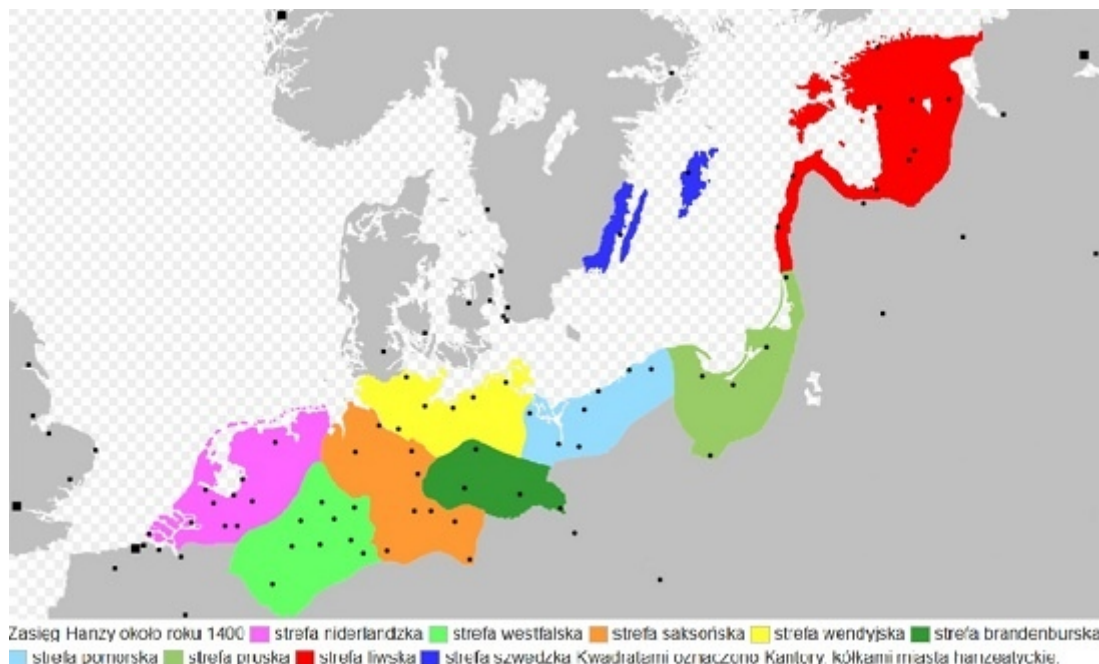 Zasięg Hanzy około roku 1400 strefa niderlandzka strefa westfalska strefa saksońska strefa wendyjska strefa brandenburska
strefa pomorska strefa pruska strefa liwska strefa szwedzka Kwadratami oznaczono Kantory, kółkami miasta hanzeatyckie.